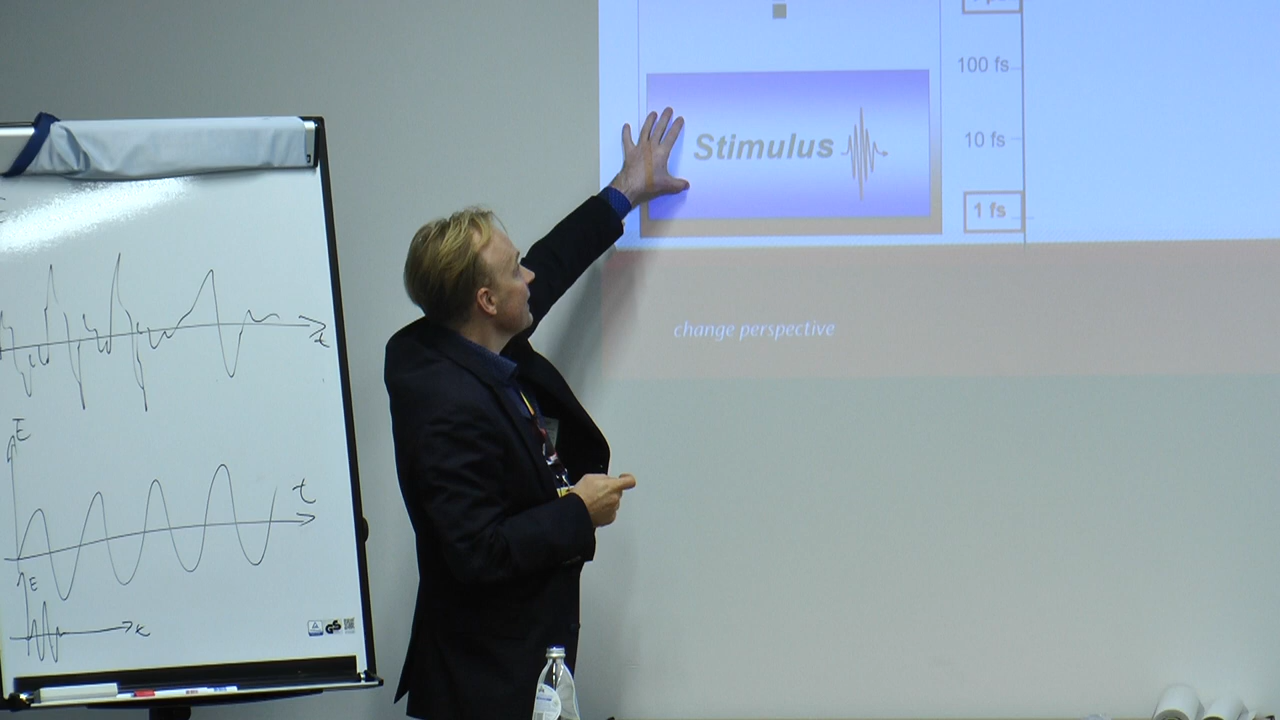 x
E
t
E
t
Stimulus
100 fs
10 fs
1 fs
change perspective